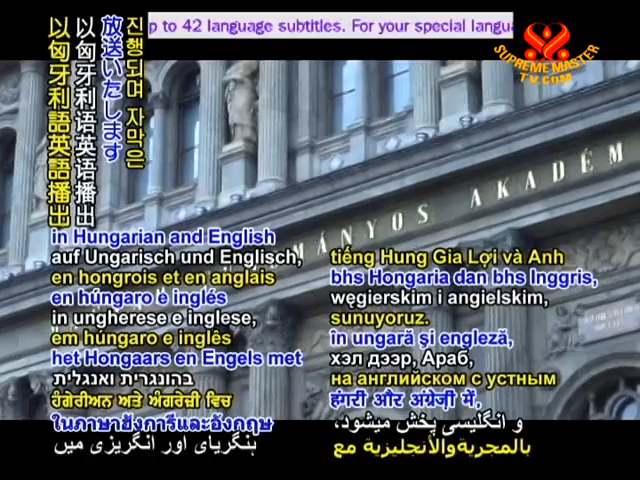 p to 42 language subtitles. For your special langua
SUPREME MASTER
TV.COM
以匈牙利語英語播出
以匈牙利语英语播出
放送いたします
진행되며 자막은
MÁNYOS AKADÉM
in Hungarian and English
auf Ungarisch und Englisch,
en hongrois et en anglais
en húngaro e inglés
in ungherese e inglese,
em húngaro e inglês
het Hongaars en Engels met
בהונגרית ואנגלית
ਹੰਗੇਰੀਅਨ ਅਤੇ ਅੰਗਰੇਜ਼ੀ ਵਿਚ
ในภาษาฮังการีและอังกฤษ
ہنگریای اور انگریزی میں
tiếng Hung Gia Lợi và Anh
bhs Hongaria dan bhs Inggris,
węgierskim i angielskim,
sunuyoruz.
în ungară şi engleză,
хэл дээр, Араб,
на английском с устным
हंगरी और अंग्रेज़ी में,
و انگلیسی پخش میشود،
بالمجرية والأنجليزية مع